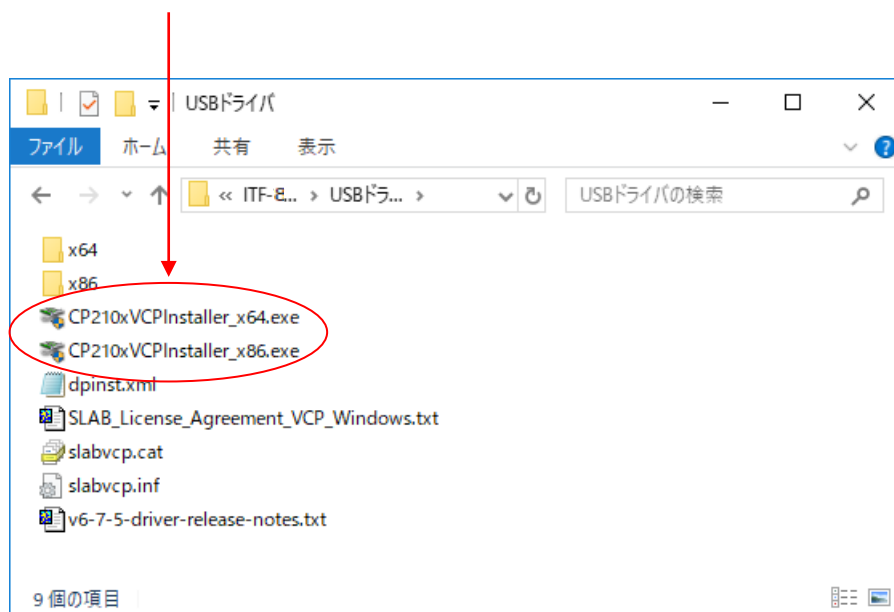 USBドライバ
ファイル ホーム 共有 表示
« ITF-... › USBドラ... › USBドライバの検索
x64
x86
CP210xVCPInstaller_x64.exe
CP210xVCPInstaller_x86.exe
dpinst.xml
SLAB_License_Agreement_VCP_Windows.txt
slabvcp.cat
slabvcp.inf
v6-7-5-driver-release-notes.txt
9 個の項目